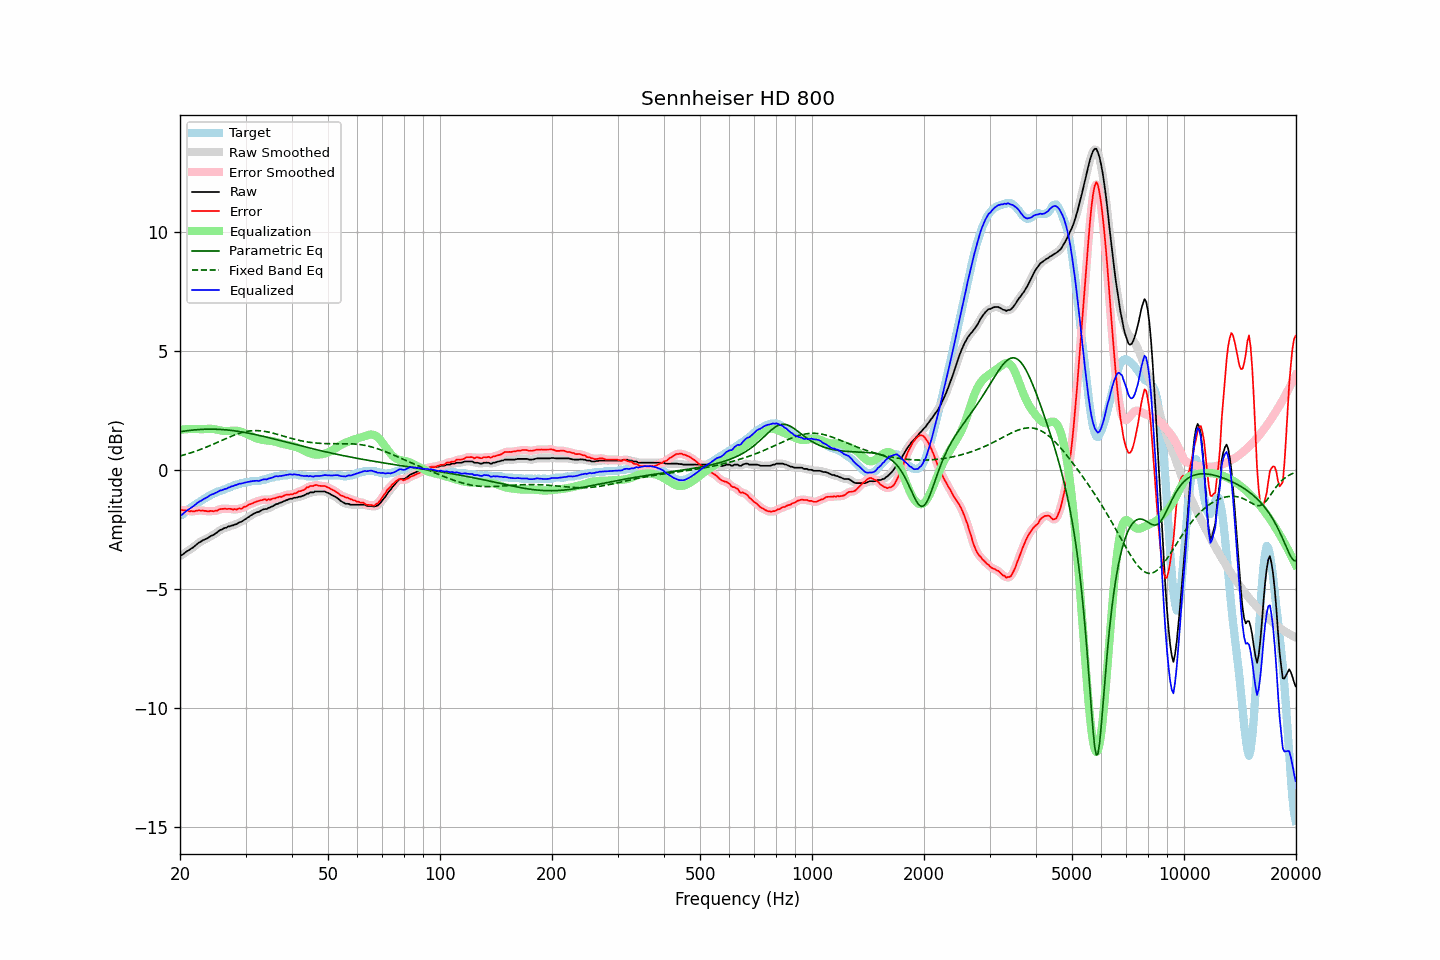 Sennheiser HD 800
Target
Raw Smoothed
Error Smoothed
Raw
Error
Equalization
Parametric Eq
Fixed Band Eq
Equalized
10
5
0
−5
−10
−15
Amplitude (dBr)
20 50 100 200 500 1000 2000 5000 10000 20000
Frequency (Hz)